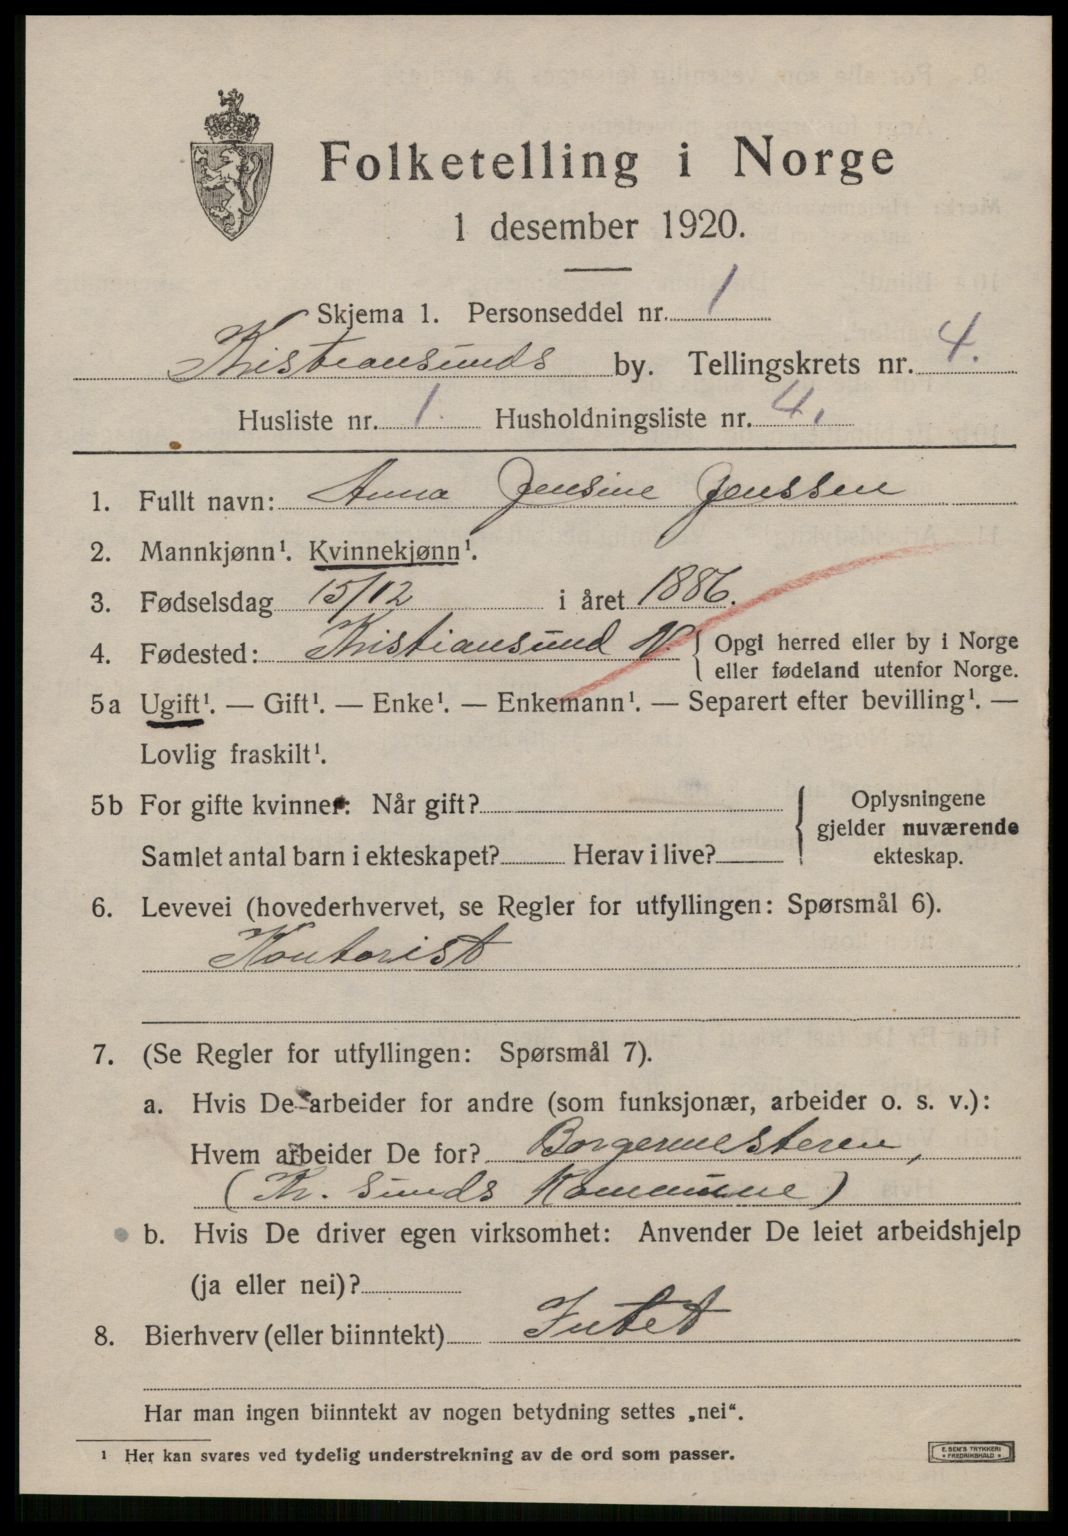 Folketelling i Norge
1 desember 1920.
Skjema 1. Personseddel nr. 1
Kristiansunds by. Tellingskrets nr. 4.
Husliste nr. 1. Husholdningsliste nr. 4.
1. Fullt navn: Anna Jensine Jenssen
2. Mannkjønn¹. Kvinnekjønn¹.
3. Fødselsdag 15/12 i året 1886.
4. Fødested: Kristiansund N. { Opgi herred eller by i Norge
eller fødeland utenfor Norge.
5a Ugift¹. — Gift¹. — Enke¹. — Enkemann¹. — Separert efter bevilling¹. —
Lovlig fraskilt¹.
5b For gifte kvinner: Når gift? { Oplysningene
gjelder nuværende
Samlet antal barn i ekteskapet? Herav i live? ekteskap.
6. Levevei (hovederhvervet, se Regler for utfyllingen: Spørsmål 6).
Kontorist
7. (Se Regler for utfyllingen: Spørsmål 7).
a. Hvis De arbeider for andre (som funksjonær, arbeider o. s. v.):
Hvem arbeider De for? Borgermesteren,
(Kr. sunds Kommune)
b. Hvis De driver egen virksomhet: Anvender De leiet arbeidshjelp
(ja eller nei)?
8. Bierhverv (eller biinntekt) Intet
Har man ingen biinntekt av nogen betydning settes „nei“.
¹ Her kan svares ved tydelig understrekning av de ord som passer.
E. SEM'S TRYKKERI
FREDRIKSHALD